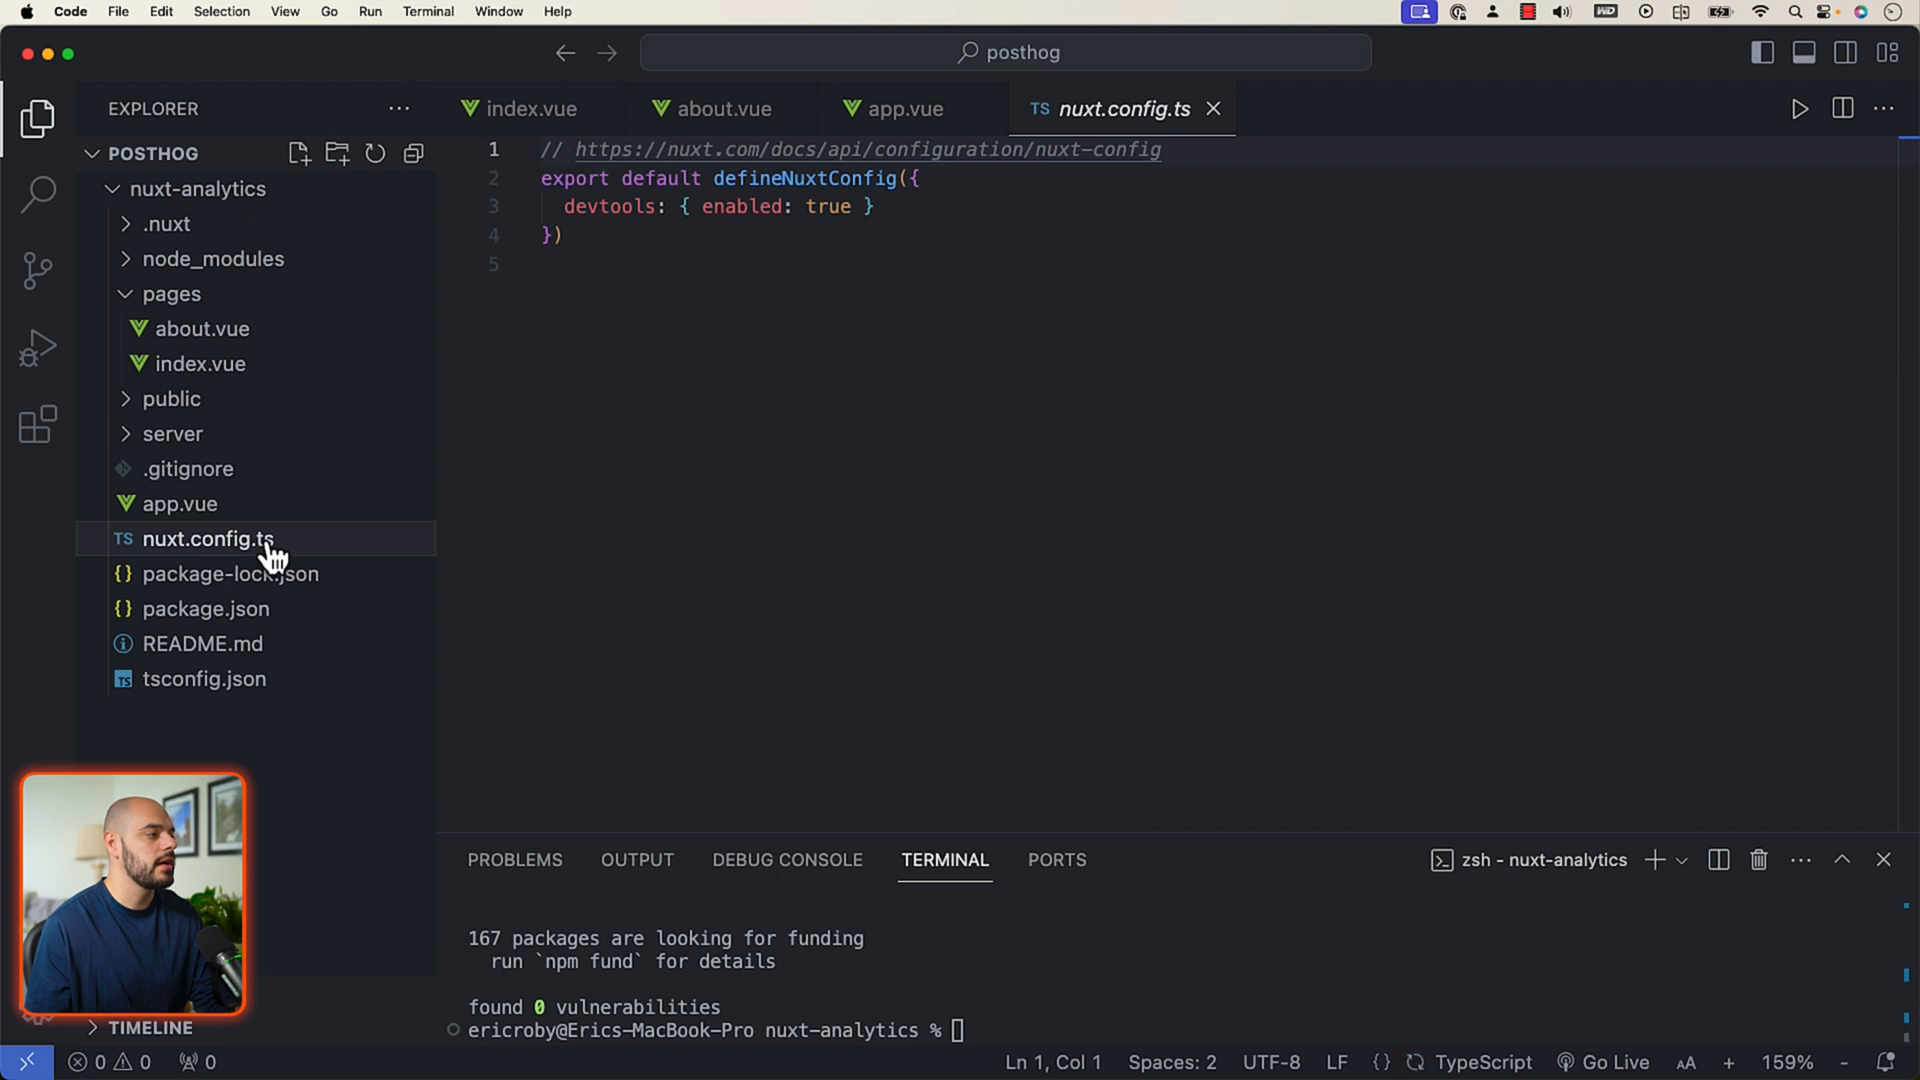 Code File Edit Selection View Go Run Terminal Window Help
posthog
EXPLORER
index.vue
about.vue
app.vue
TS nuxt.config.ts
POSTHOG
nuxt-analytics
.nuxt
node_modules
pages
about.vue
index.vue
public
server
.gitignore
app.vue
TS nuxt.config.ts
{} package-lock.json
{} package.json
README.md
TS tsconfig.json
TIMELINE
1 // https://nuxt.com/docs/api/configuration/nuxt-config
2 export default defineNuxtConfig({
3 devtools: { enabled: true }
4 })
5
PROBLEMS OUTPUT DEBUG CONSOLE TERMINAL PORTS
zsh - nuxt-analytics
167 packages are looking for funding
run `npm fund` for details
found 0 vulnerabilities
ericroby@Erics-MacBook-Pro nuxt-analytics %
0 0 0
Ln 1, Col 1 Spaces: 2 UTF-8 LF {} TypeScript Go Live AA + 159% -